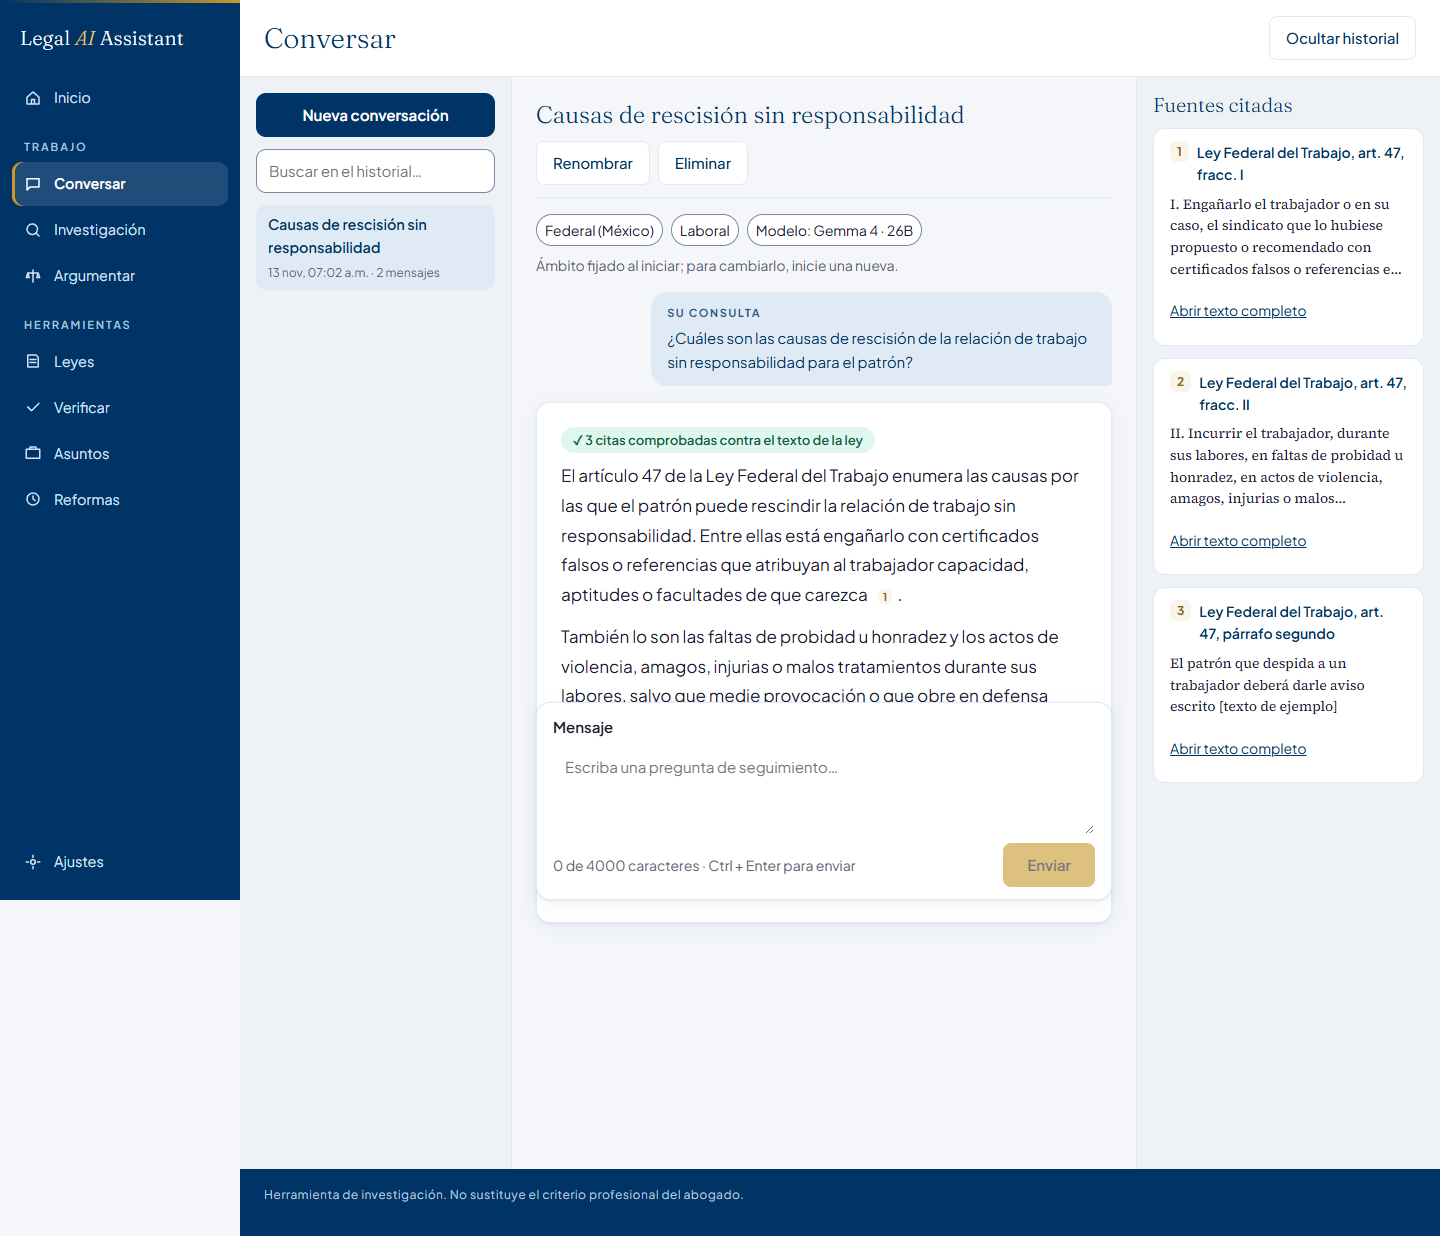 Legal AI Assistant
Inicio
TRABAJO
Conversar
Investigación
Argumentar
HERRAMIENTAS
Leyes
Verificar
Asuntos
Reformas
Ajustes
Conversar
Ocultar historial
Nueva conversación
Buscar en el historial…
Causas de rescisión sin
responsabilidad
13 nov, 07:02 a.m. · 2 mensajes
Causas de rescisión sin responsabilidad
Renombrar
Eliminar
Federal (México)
Laboral
Modelo: Gemma 4 · 26B
Ámbito fijado al iniciar; para cambiarlo, inicie una nueva.
SU CONSULTA
¿Cuáles son las causas de rescisión de la relación de trabajo
sin responsabilidad para el patrón?
✓ 3 citas comprobadas contra el texto de la ley
El artículo 47 de la Ley Federal del Trabajo enumera las causas por
las que el patrón puede rescindir la relación de trabajo sin
responsabilidad. Entre ellas está engañarlo con certificados
falsos o referencias que atribuyan al trabajador capacidad,
aptitudes o facultades de que carezca 1 .
También lo son las faltas de probidad u honradez y los actos de
violencia, amagos, injurias o malos tratamientos durante sus
labores, salvo que medie provocación o que obre en defensa
Mensaje
Escriba una pregunta de seguimiento…
0 de 4000 caracteres · Ctrl + Enter para enviar
Enviar
Fuentes citadas
1 Ley Federal del Trabajo, art. 47,
fracc. I
I. Engañarlo el trabajador o en su
caso, el sindicato que lo hubiese
propuesto o recomendado con
certificados falsos o referencias e…
Abrir texto completo
2 Ley Federal del Trabajo, art. 47,
fracc. II
II. Incurrir el trabajador, durante
sus labores, en faltas de probidad u
honradez, en actos de violencia,
amagos, injurias o malos…
Abrir texto completo
3 Ley Federal del Trabajo, art.
47, párrafo segundo
El patrón que despida a un
trabajador deberá darle aviso
escrito [texto de ejemplo]
Abrir texto completo
Herramienta de investigación. No sustituye el criterio profesional del abogado.